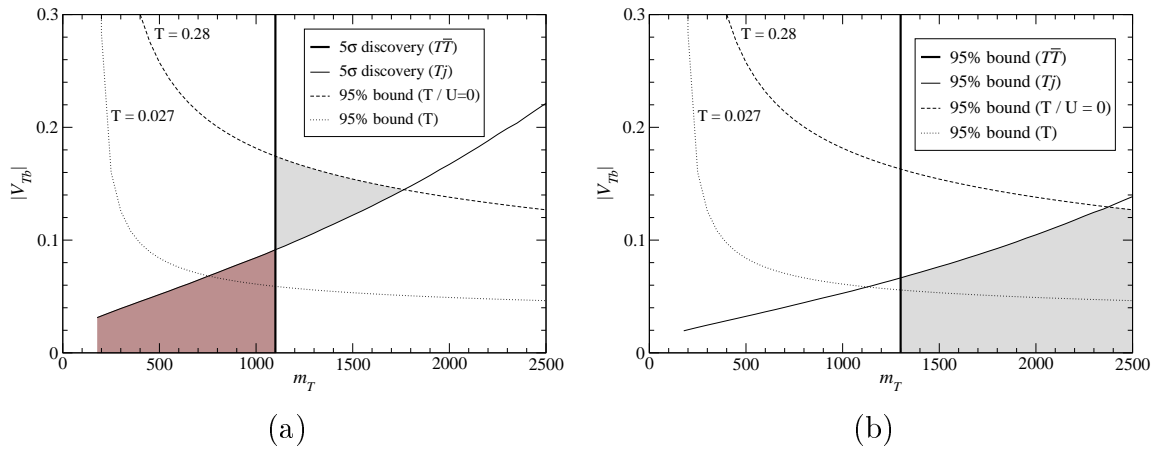 T = 0.28
T = 0.027
5σ discovery (TT̅)
5σ discovery (Tj)
95% bound (T / U=0)
95% bound (T)
|V_Tb|
0.3
0.2
0.1
0
0 500 1000 1500 2000 2500
m_T
(a)
T = 0.28
T = 0.027
95% bound (TT̅)
95% bound (Tj)
95% bound (T / U = 0)
95% bound (T)
|V_Tb|
0.3
0.2
0.1
0
0 500 1000 1500 2000 2500
m_T
(b)